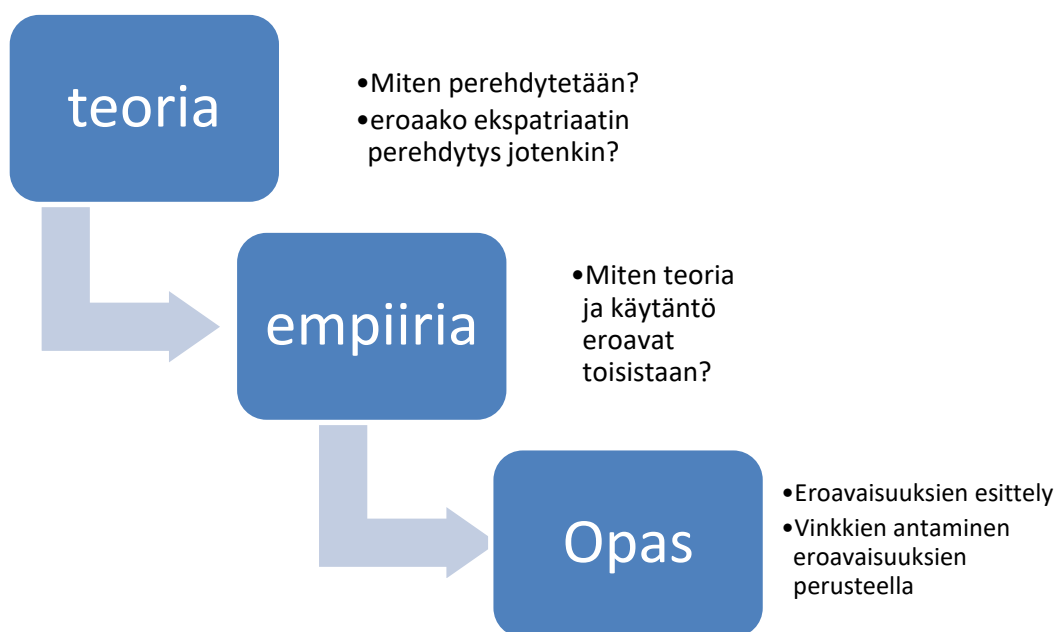 teoria
•Miten perehdytetään?
•eroaako ekspatriaatin
perehdytys jotenkin?
empiiria
•Miten teoria
ja käytäntö
eroavat
toisistaan?
Opas
•Eroavaisuuksien esittely
•Vinkkien antaminen
eroavaisuuksien
perusteella